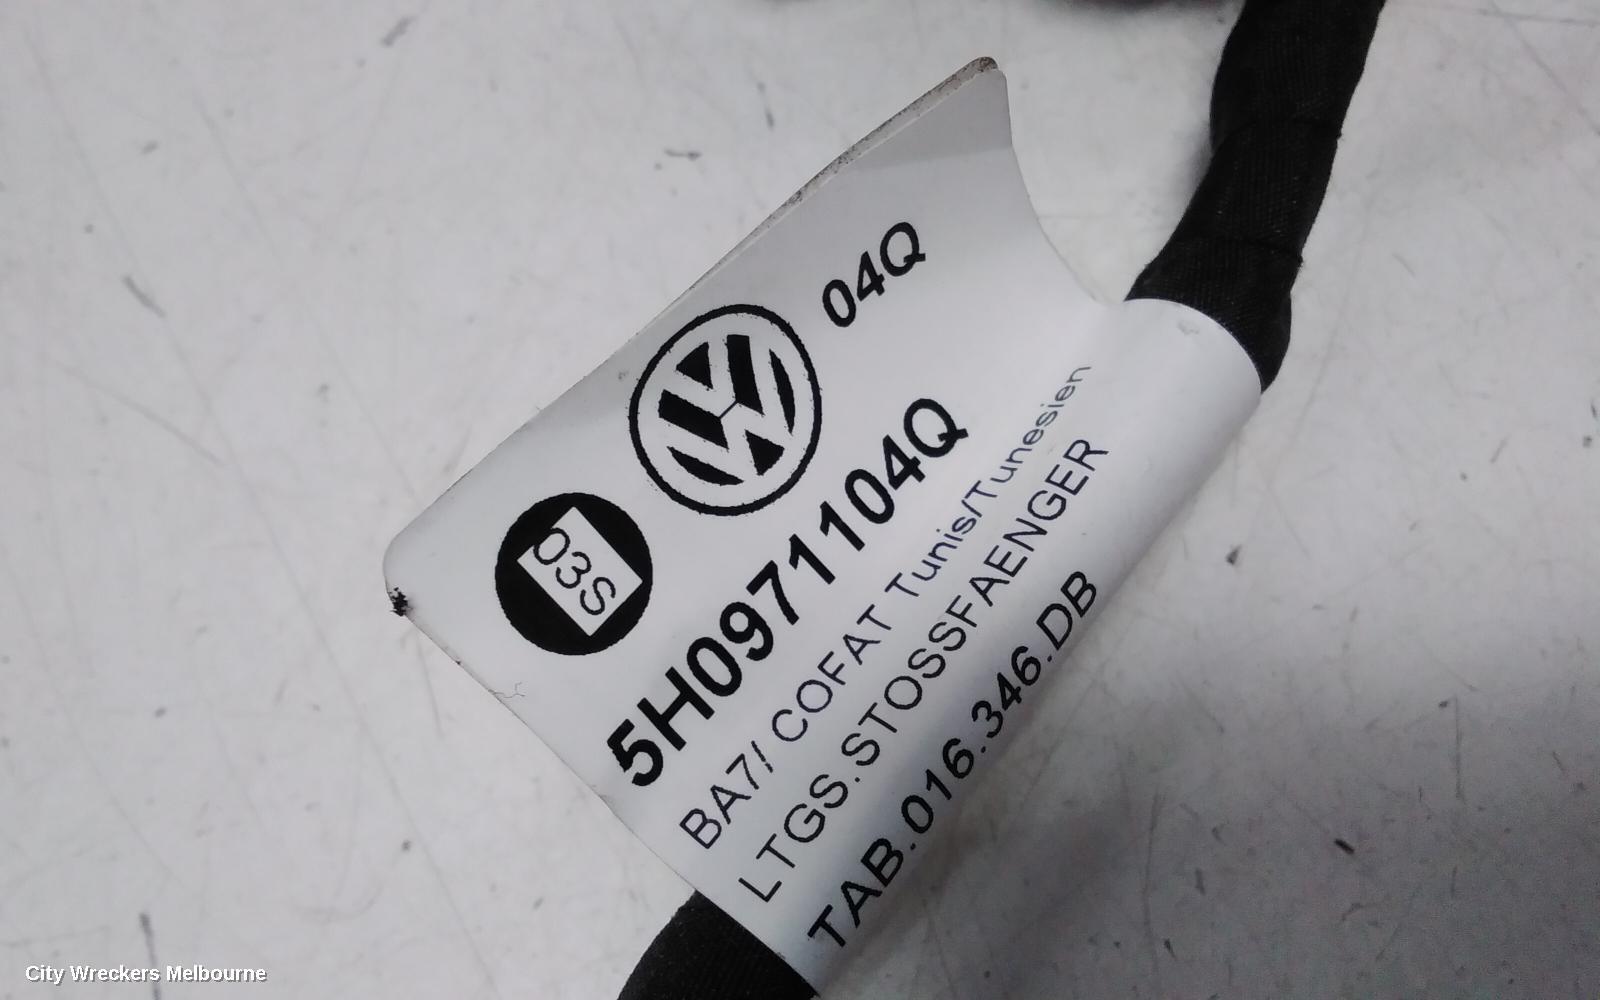 04Q
03S
5H0971104Q
BA7/ COFAT Tunis/Tunesien
LTGS.STOSSFAENGER
TAB.016.346.DB
City Wreckers Melbourne